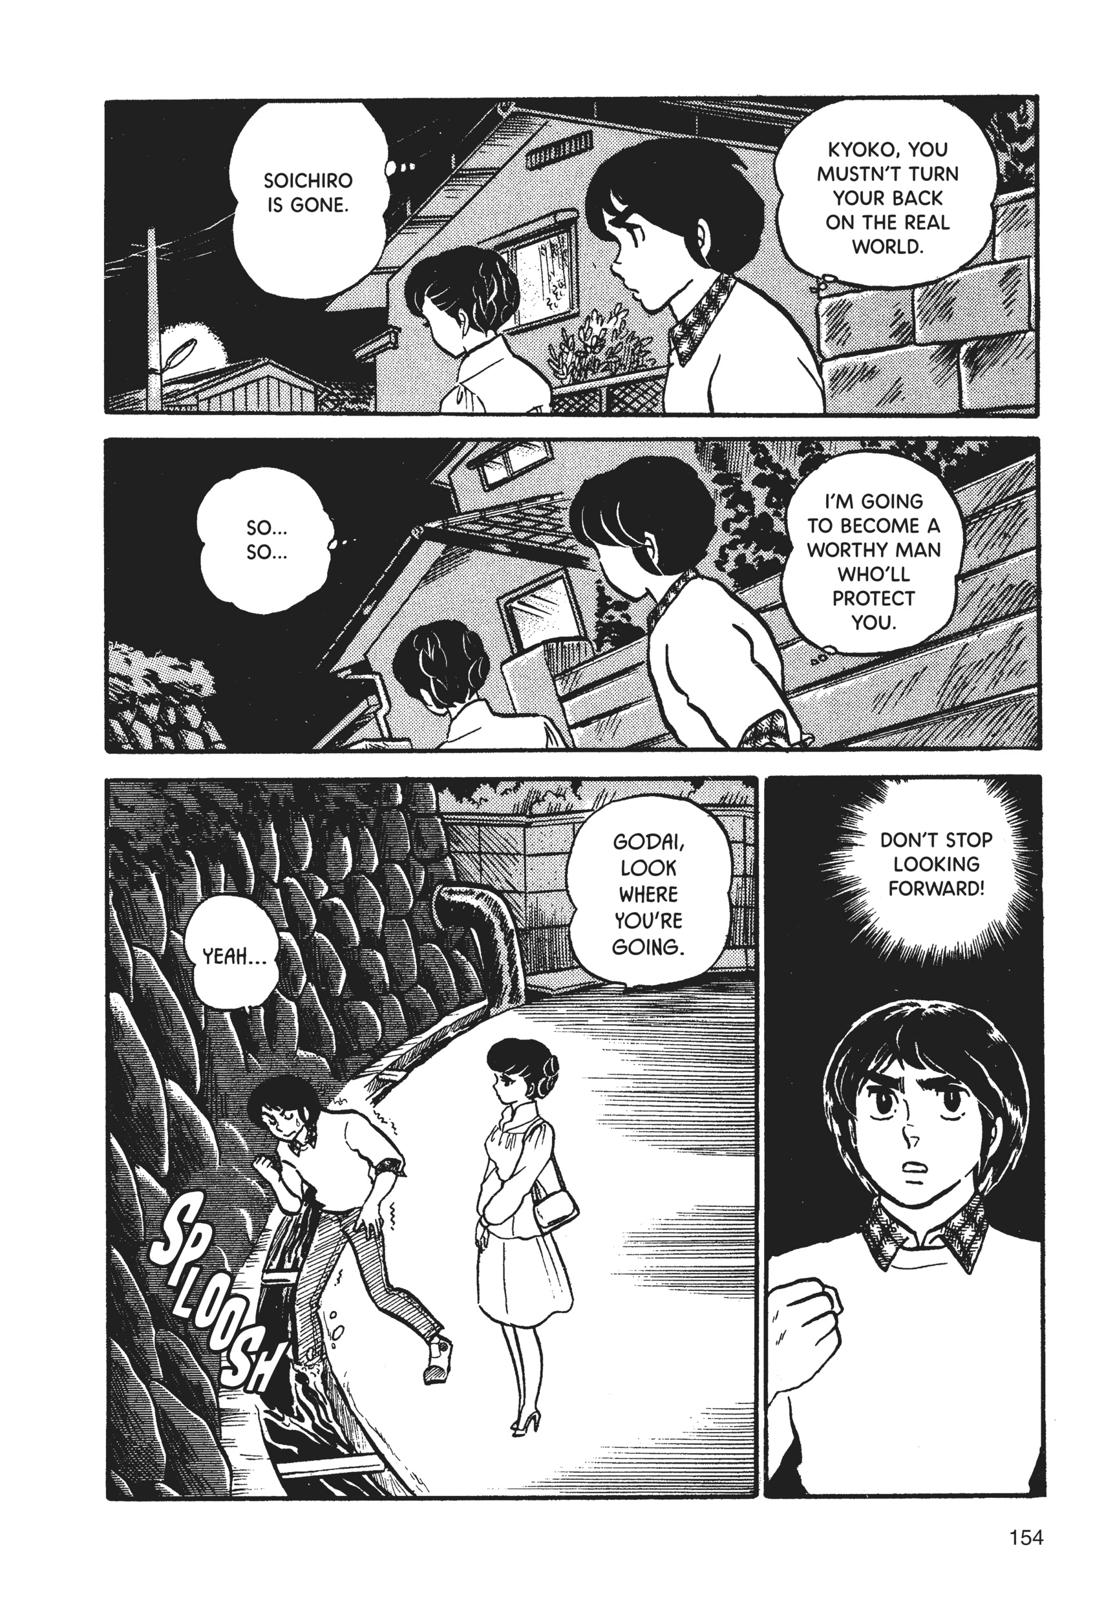 KYOKO, YOU
MUSTN'T TURN
YOUR BACK
ON THE REAL
WORLD.
SOICHIRO
IS GONE.
I'M GOING
TO BECOME A
WORTHY MAN
WHO'LL
PROTECT
YOU.
SO...
SO...
DON'T STOP
LOOKING
FORWARD!
GODAI,
LOOK
WHERE
YOU'RE
GOING.
YEAH...
SPLOOSH
154